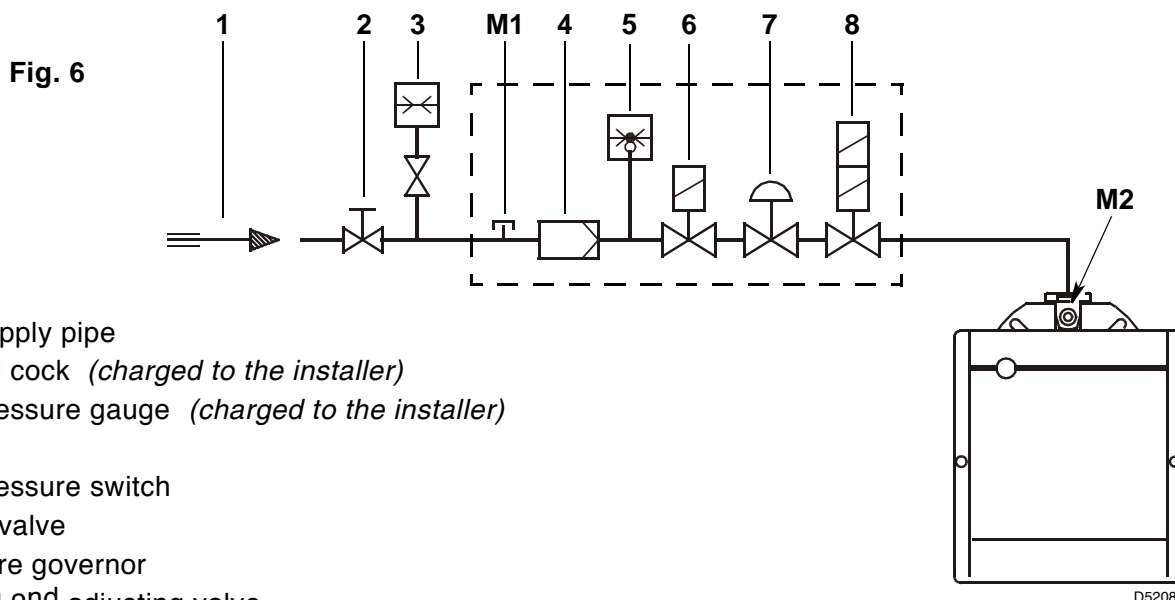 1 2 3 M1 4 5 6 7 8
Fig. 6
M2
pply pipe
cock (charged to the installer)
essure gauge (charged to the installer)
essure switch
valve
re governor
and adjusting valve
D5208